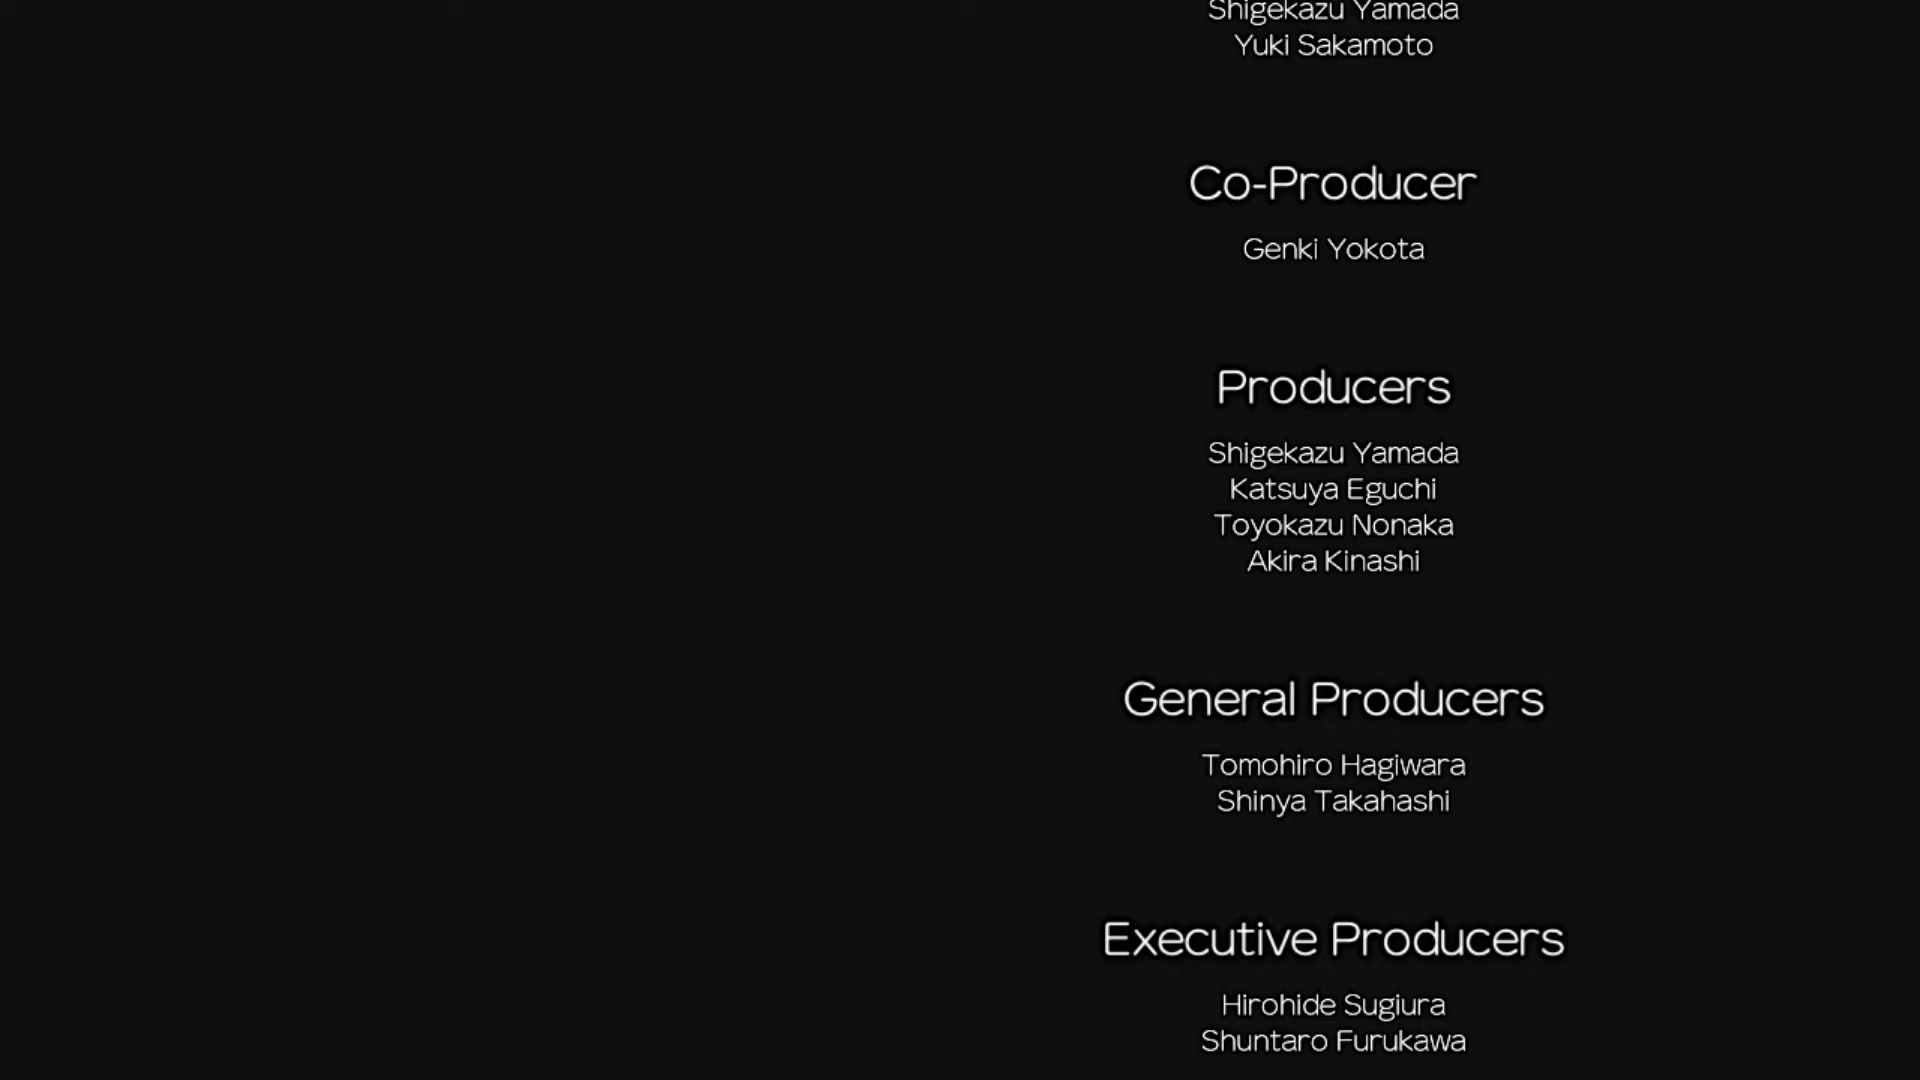 Shigekazu Yamada
Yuki Sakamoto
Co-Producer
Genki Yokota
Producers
Shigekazu Yamada
Katsuya Eguchi
Toyokazu Nonaka
Akira Kinashi
General Producers
Tomohiro Hagiwara
Shinya Takahashi
Executive Producers
Hirohide Sugiura
Shuntaro Furukawa